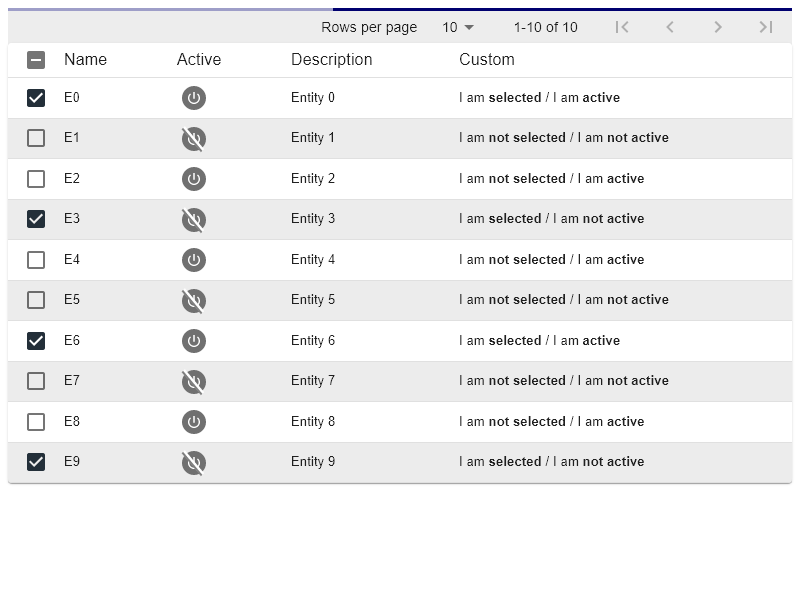 Rows per page 10 1-10 of 10
Name Active Description Custom
E0 Entity 0 I am selected / I am active
E1 Entity 1 I am not selected / I am not active
E2 Entity 2 I am not selected / I am active
E3 Entity 3 I am selected / I am not active
E4 Entity 4 I am not selected / I am active
E5 Entity 5 I am not selected / I am not active
E6 Entity 6 I am selected / I am active
E7 Entity 7 I am not selected / I am not active
E8 Entity 8 I am not selected / I am active
E9 Entity 9 I am selected / I am not active